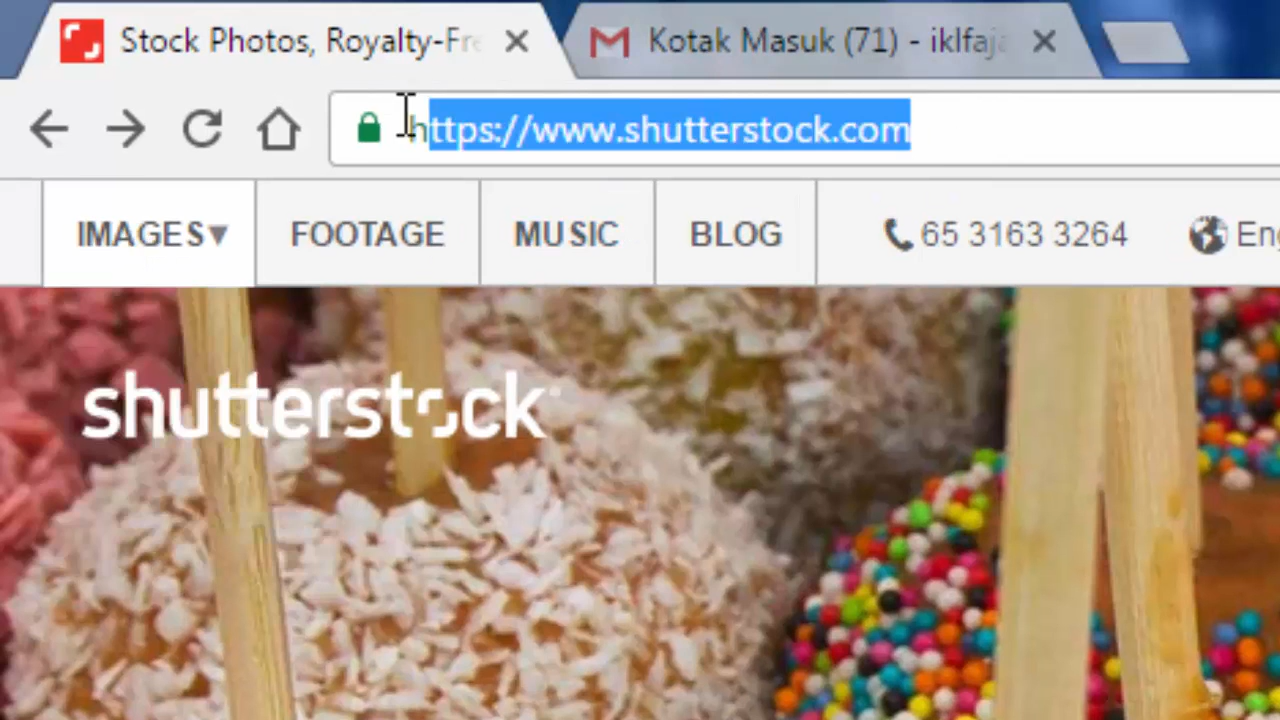 Stock Photos, Royalty-Fre
Kotak Masuk (71) - iklfaja
https://www.shutterstock.com
IMAGES▼ FOOTAGE MUSIC BLOG 65 3163 3264 Eng
shutterstock